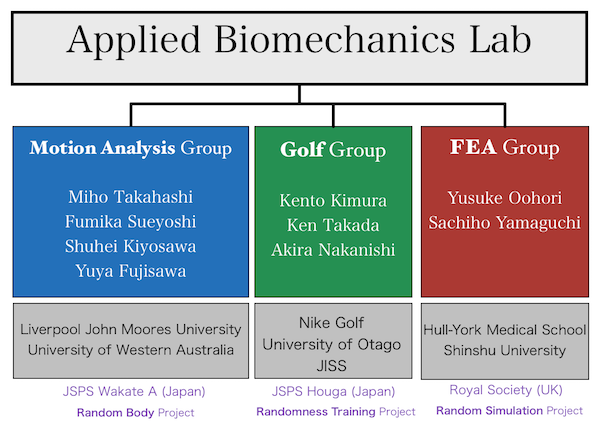 Applied Biomechanics Lab
Motion Analysis Group
Miho Takahashi
Fumika Sueyoshi
Shuhei Kiyosawa
Yuya Fujisawa
Golf Group
Kento Kimura
Ken Takada
Akira Nakanishi
FEA Group
Yusuke Oohori
Sachiho Yamaguchi
Liverpool John Moores University
University of Western Australia
Nike Golf
University of Otago
JISS
Hull-York Medical School
Shinshu University
JSPS Wakate A (Japan)
Random Body Project
JSPS Houga (Japan)
Randomness Training Project
Royal Society (UK)
Random Simulation Project